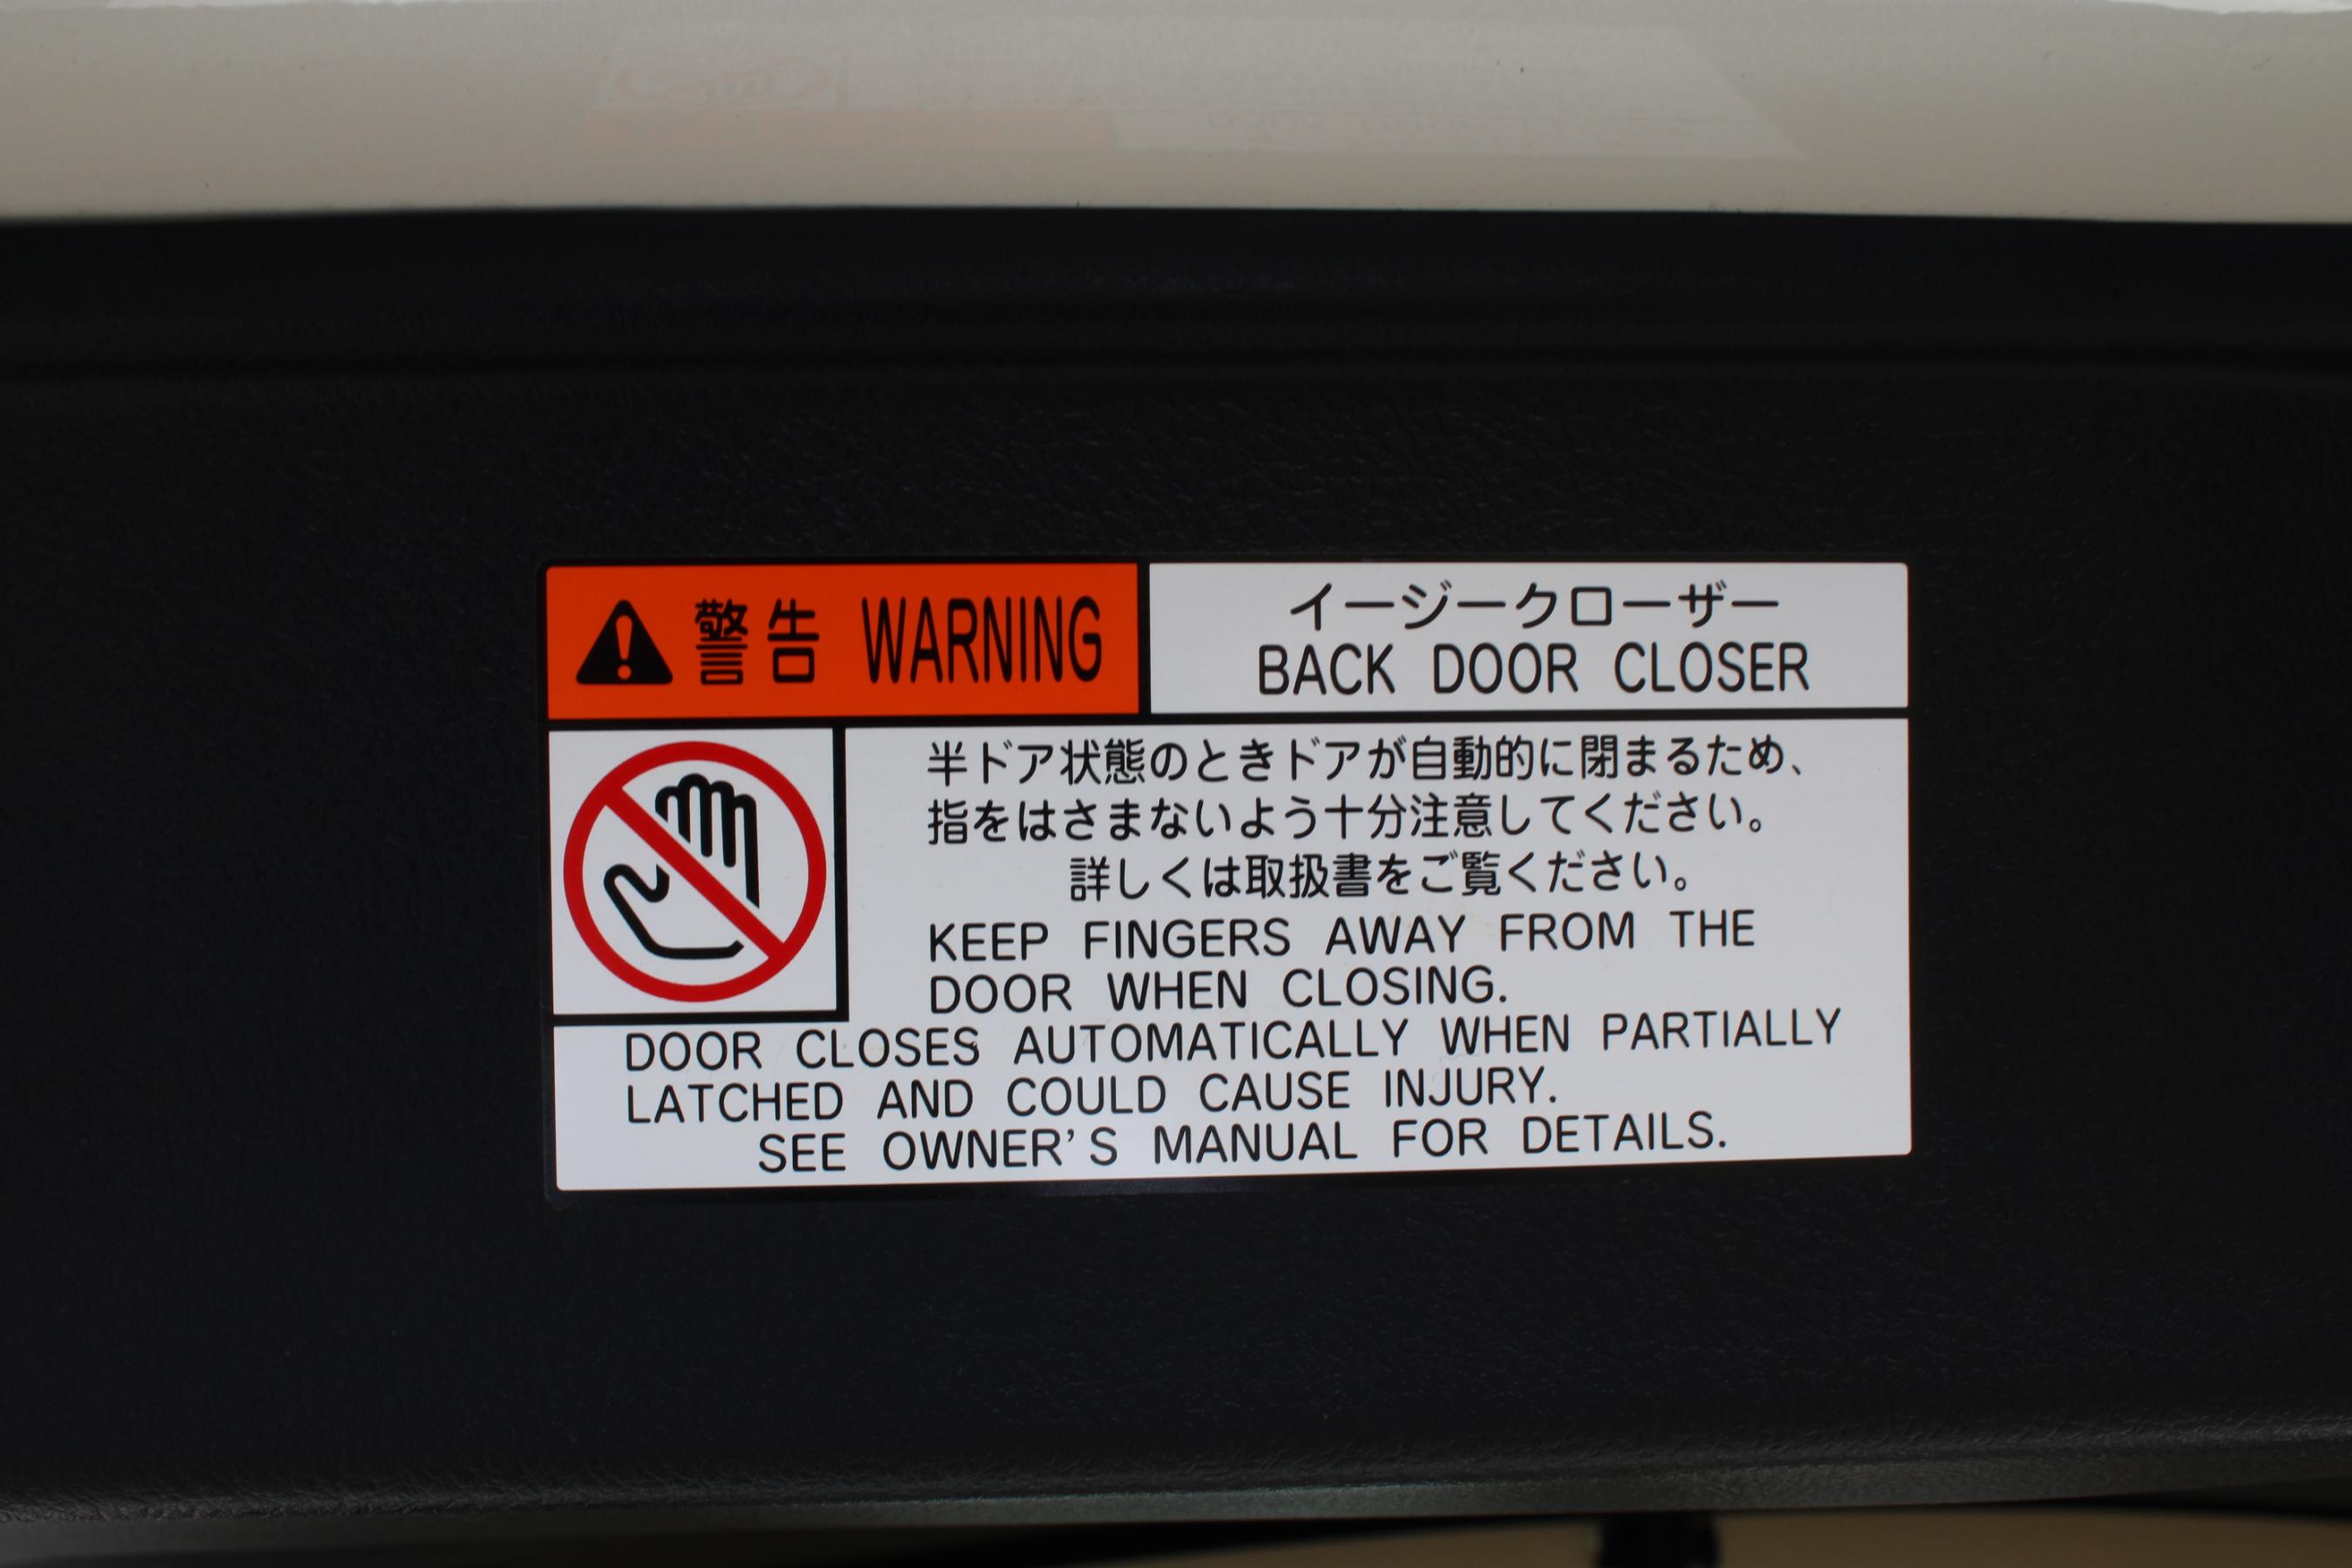 警告 WARNING
イージークローザー
BACK DOOR CLOSER
半ドア状態のときドアが自動的に閉まるため、
指をはさまないよう十分注意してください。
詳しくは取扱書をご覧ください。
KEEP FINGERS AWAY FROM THE
DOOR WHEN CLOSING.
DOOR CLOSES AUTOMATICALLY WHEN PARTIALLY
LATCHED AND COULD CAUSE INJURY.
SEE OWNER'S MANUAL FOR DETAILS.